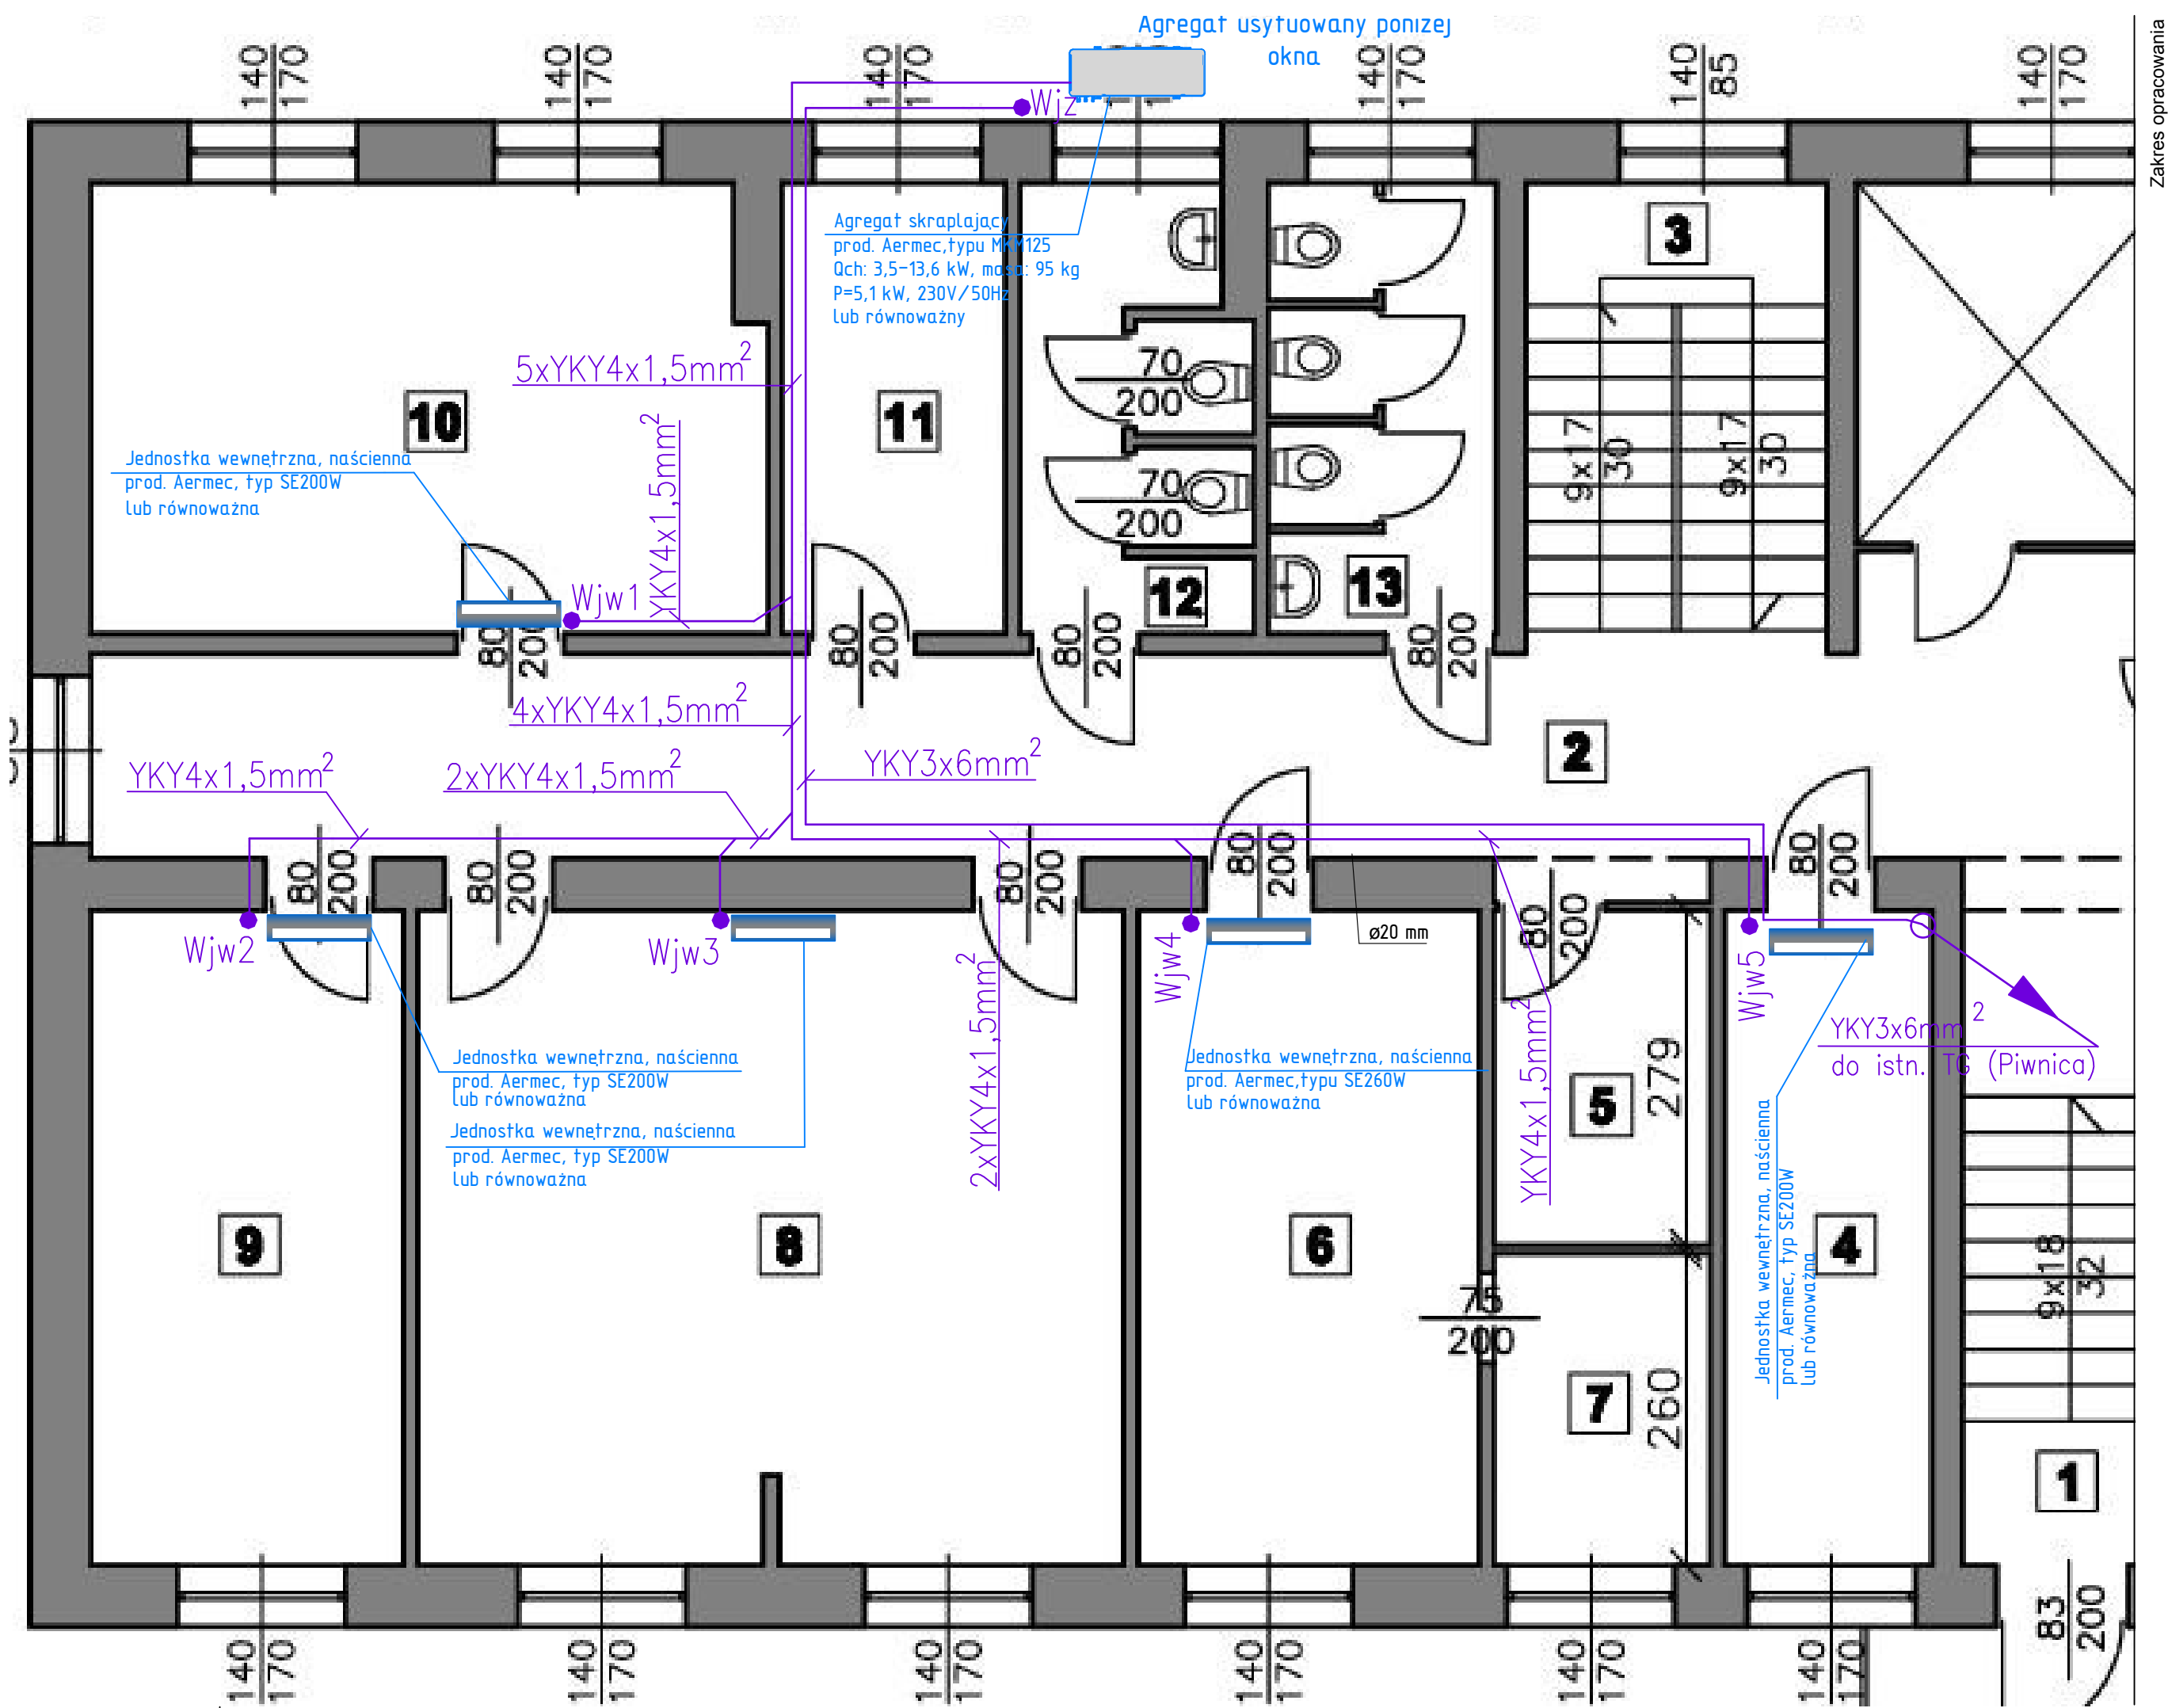 Agregat usytuowany poniżej
okna
Zakres opracowania
140
170
140
170
140
170
140
170
140
85
140
170
Wjz
Agregat skraplający
prod. Aermec,typu MKM125
Qch: 3,5-13,6 kW, masa: 95 kg
P=5,1 kW, 230V/50Hz
lub równoważny
3
5xYKY4x1,5mm²
10
11
YKY4x1,5mm²
70
200
70
200
9x17
30
9x17
30
Jednostka wewnętrzna, naścienna
prod. Aermec, typ SE200W
lub równoważna
Wjw1
12
13
80
200
80
200
80
200
80
200
4xYKY4x1,5mm²
YKY4x1,5mm²
2xYKY4x1,5mm²
YKY3x6mm²
2
80
200
80
200
80
200
80
200
80
200
80
200
Wjw2
Wjw3
Wjw4
Wjw5
ø20 mm
2xYKY4x1,5mm²
YKY4x1,5mm²
YKY3x6mm²
do istn. TG (Piwnica)
Jednostka wewnętrzna, naścienna
prod. Aermec, typ SE200W
lub równoważna
Jednostka wewnętrzna, naścienna
prod. Aermec, typ SE200W
lub równoważna
Jednostka wewnętrzna, naścienna
prod. Aermec,typu SE260W
lub równoważna
Jednostka wewnętrzna, naścienna
prod. Aermec, typ SE200W
lub równoważna
5
279
9
8
6
4
9x18
32
75
200
7
260
1
83
200
140
170
140
170
140
170
140
170
140
170
140
170